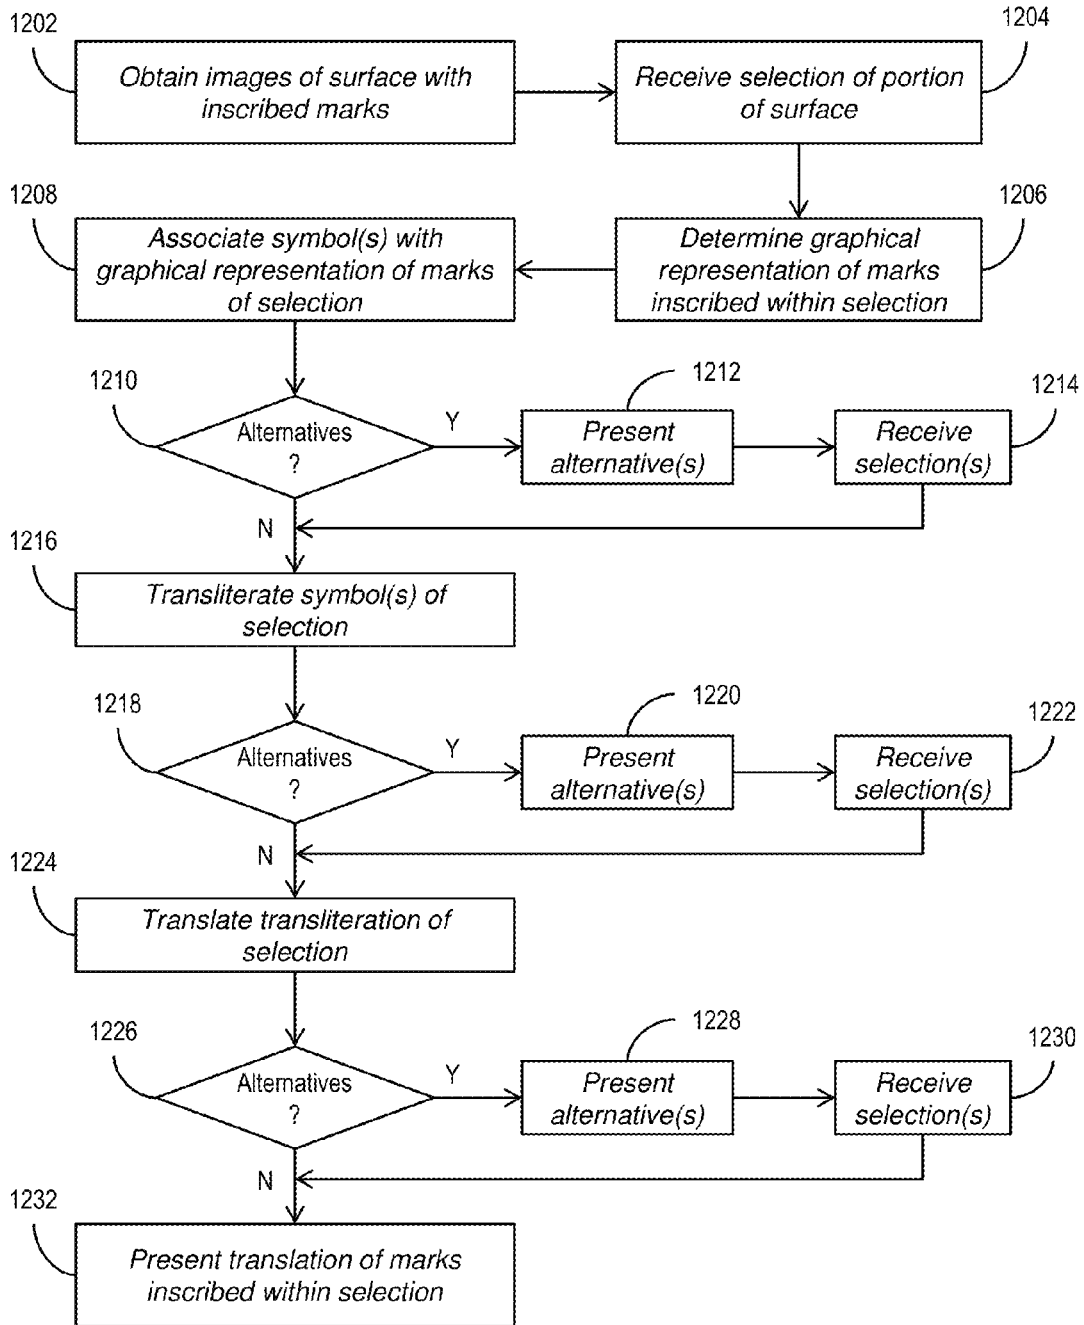 1202
Obtain images of surface with
inscribed marks
1204
Receive selection of portion
of surface
1208
Associate symbol(s) with
graphical representation of marks
of selection
1206
Determine graphical
representation of marks
inscribed within selection
1210
Alternatives
?
Y
N
1212
Present
alternative(s)
1214
Receive
selection(s)
1216
Transliterate symbol(s) of
selection
1218
Alternatives
?
Y
N
1220
Present
alternative(s)
1222
Receive
selection(s)
1224
Translate transliteration of
selection
1226
Alternatives
?
Y
N
1228
Present
alternative(s)
1230
Receive
selection(s)
1232
Present translation of marks
inscribed within selection